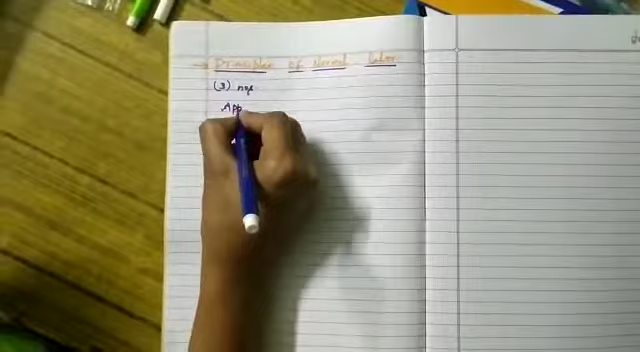 → Principles of Normal labor
(3)
App